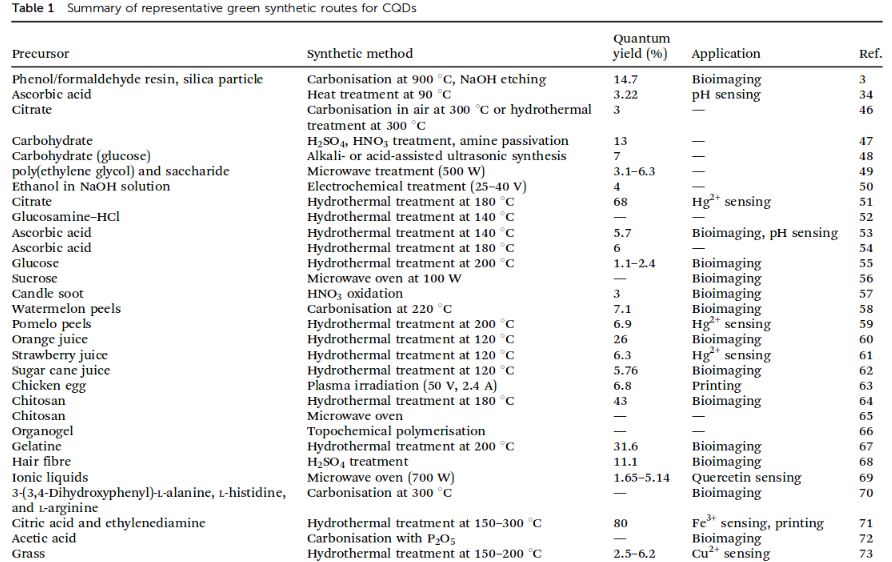 Table 1 Summary of representative green synthetic routes for CQDs
Precursor Synthetic method Quantum yield (%) Application Ref.
Phenol/formaldehyde resin, silica particle Carbonisation at 900 °C, NaOH etching 14.7 Bioimaging 3
Ascorbic acid Heat treatment at 90 °C 3.22 pH sensing 34
Citrate Carbonisation in air at 300 °C or hydrothermal 3 — 46
treatment at 300 °C
Carbohydrate H₂SO₄, HNO₃ treatment, amine passivation 13 — 47
Carbohydrate (glucose) Alkali- or acid-assisted ultrasonic synthesis 7 — 48
poly(ethylene glycol) and saccharide Microwave treatment (500 W) 3.1–6.3 — 49
Ethanol in NaOH solution Electrochemical treatment (25–40 V) 4 — 50
Citrate Hydrothermal treatment at 180 °C 68 Hg²⁺ sensing 51
Glucosamine–HCl Hydrothermal treatment at 140 °C — — 52
Ascorbic acid Hydrothermal treatment at 140 °C 5.7 Bioimaging, pH sensing 53
Ascorbic acid Hydrothermal treatment at 180 °C 6 — 54
Glucose Hydrothermal treatment at 200 °C 1.1–2.4 Bioimaging 55
Sucrose Microwave oven at 100 W — Bioimaging 56
Candle soot HNO₃ oxidation 3 Bioimaging 57
Watermelon peels Carbonisation at 220 °C 7.1 Bioimaging 58
Pomelo peels Hydrothermal treatment at 200 °C 6.9 Hg²⁺ sensing 59
Orange juice Hydrothermal treatment at 120 °C 26 Bioimaging 60
Strawberry juice Hydrothermal treatment at 120 °C 6.3 Hg²⁺ sensing 61
Sugar cane juice Hydrothermal treatment at 120 °C 5.76 Bioimaging 62
Chicken egg Plasma irradiation (50 V, 2.4 A) 6.8 Printing 63
Chitosan Hydrothermal treatment at 180 °C 43 Bioimaging 64
Chitosan Microwave oven — — 65
Organogel Topochemical polymerisation — — 66
Gelatine Hydrothermal treatment at 200 °C 31.6 Bioimaging 67
Hair fibre H₂SO₄ treatment 11.1 Bioimaging 68
Ionic liquids Microwave oven (700 W) 1.65–5.14 Quercetin sensing 69
3-(3,4-Dihydroxyphenyl)-L-alanine, L-histidine, Carbonisation at 300 °C — Bioimaging 70
and L-arginine
Citric acid and ethylenediamine Hydrothermal treatment at 150–300 °C 80 Fe³⁺ sensing, printing 71
Acetic acid Carbonisation with P₂O₅ — Bioimaging 72
Grass Hydrothermal treatment at 150–200 °C 2.5–6.2 Cu²⁺ sensing 73